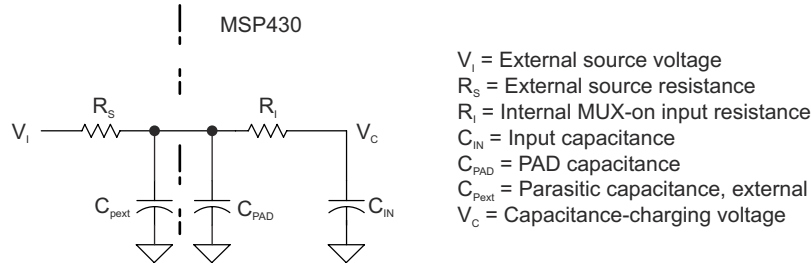 MSP430
V_I = External source voltage
R_S = External source resistance
R_I = Internal MUX-on input resistance
C_IN = Input capacitance
C_PAD = PAD capacitance
C_Pext = Parasitic capacitance, external
V_C = Capacitance-charging voltage
V_I
R_S
R_I
V_C
C_pext
C_PAD
C_IN